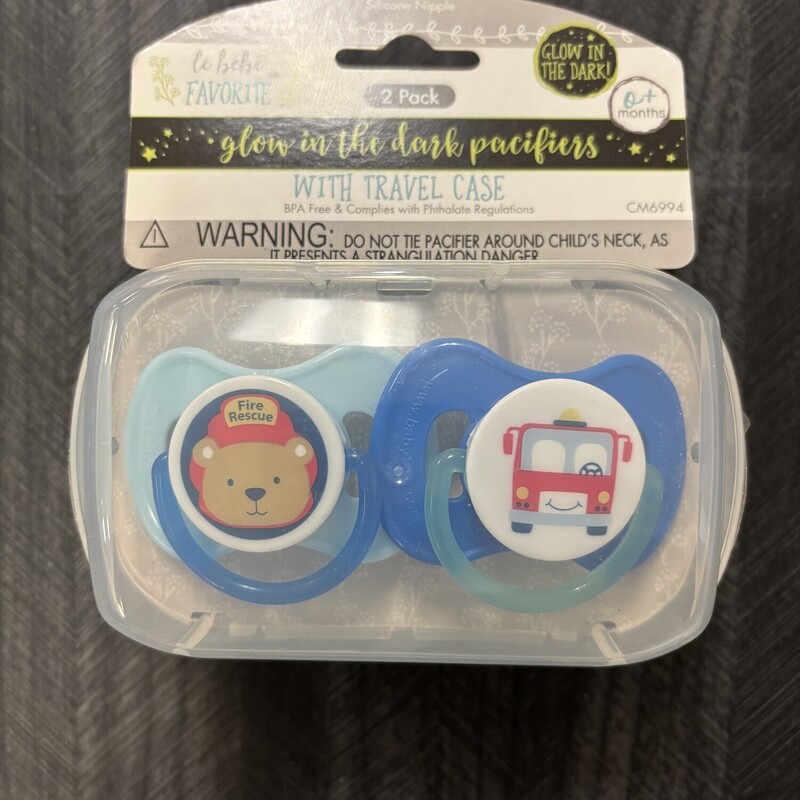 Silicone Nipple
le bébé
FAVORITE
2 Pack
GLOW IN
THE DARK!
0+
months
glow in the dark pacifiers
WITH TRAVEL CASE
BPA Free & Complies with Phthalate Regulations
CM6994
WARNING: DO NOT TIE PACIFIER AROUND CHILD'S NECK, AS
IT PRESENTS A STRANGULATION DANGER
Fire
Rescue